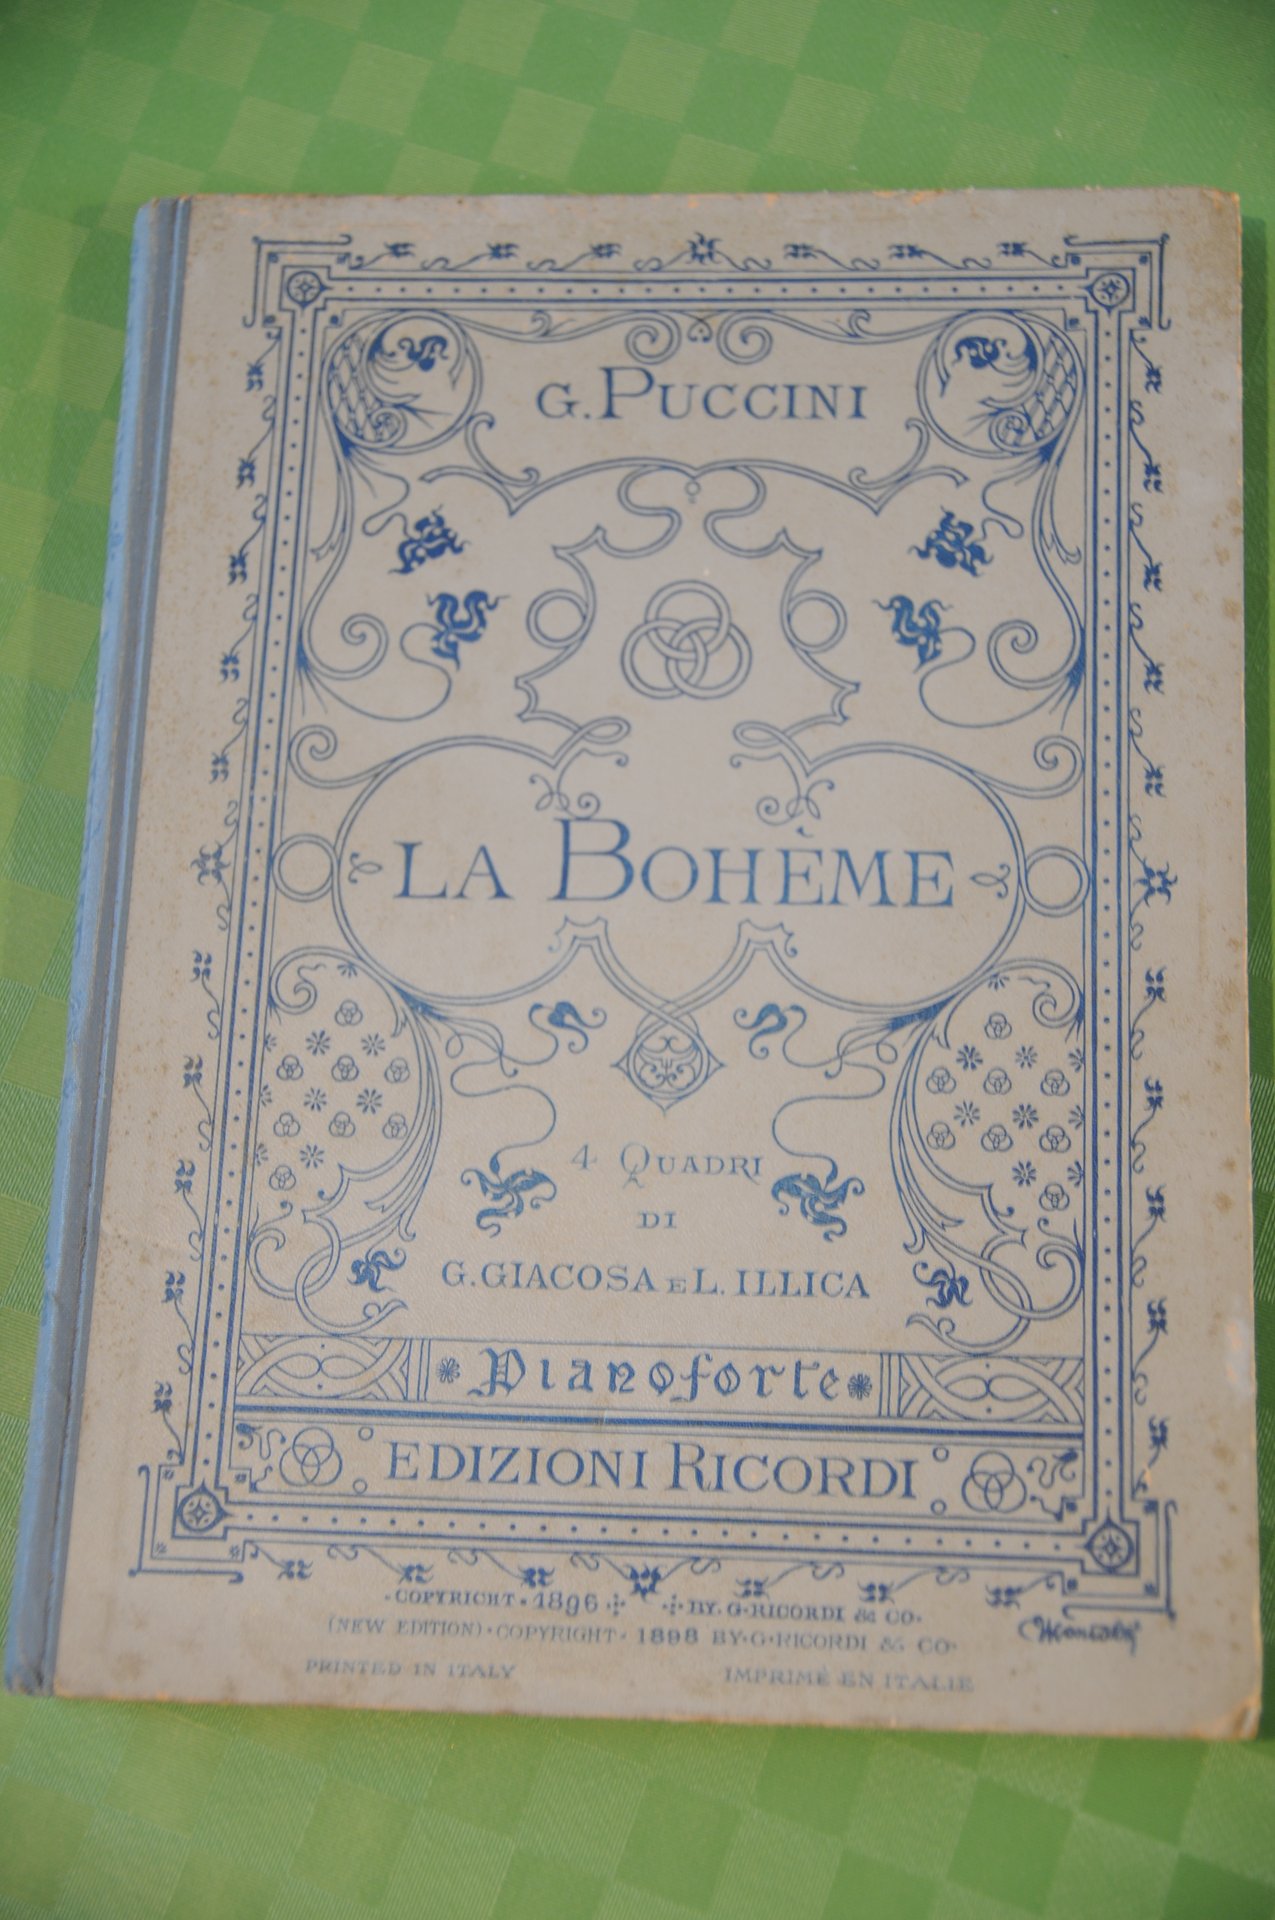 G. PUCCINI
LA BOHÈME
4 QUADRI
DI
G. GIACOSA E L. ILLICA
Pianoforte
EDIZIONI RICORDI
COPYRIGHT · 1896 BY · G · RICORDI & CO ·
(NEW EDITION) · COPYRIGHT · 1898 BY · G · RICORDI & CO ·
PRINTED IN ITALY IMPRIMÉ EN ITALIE